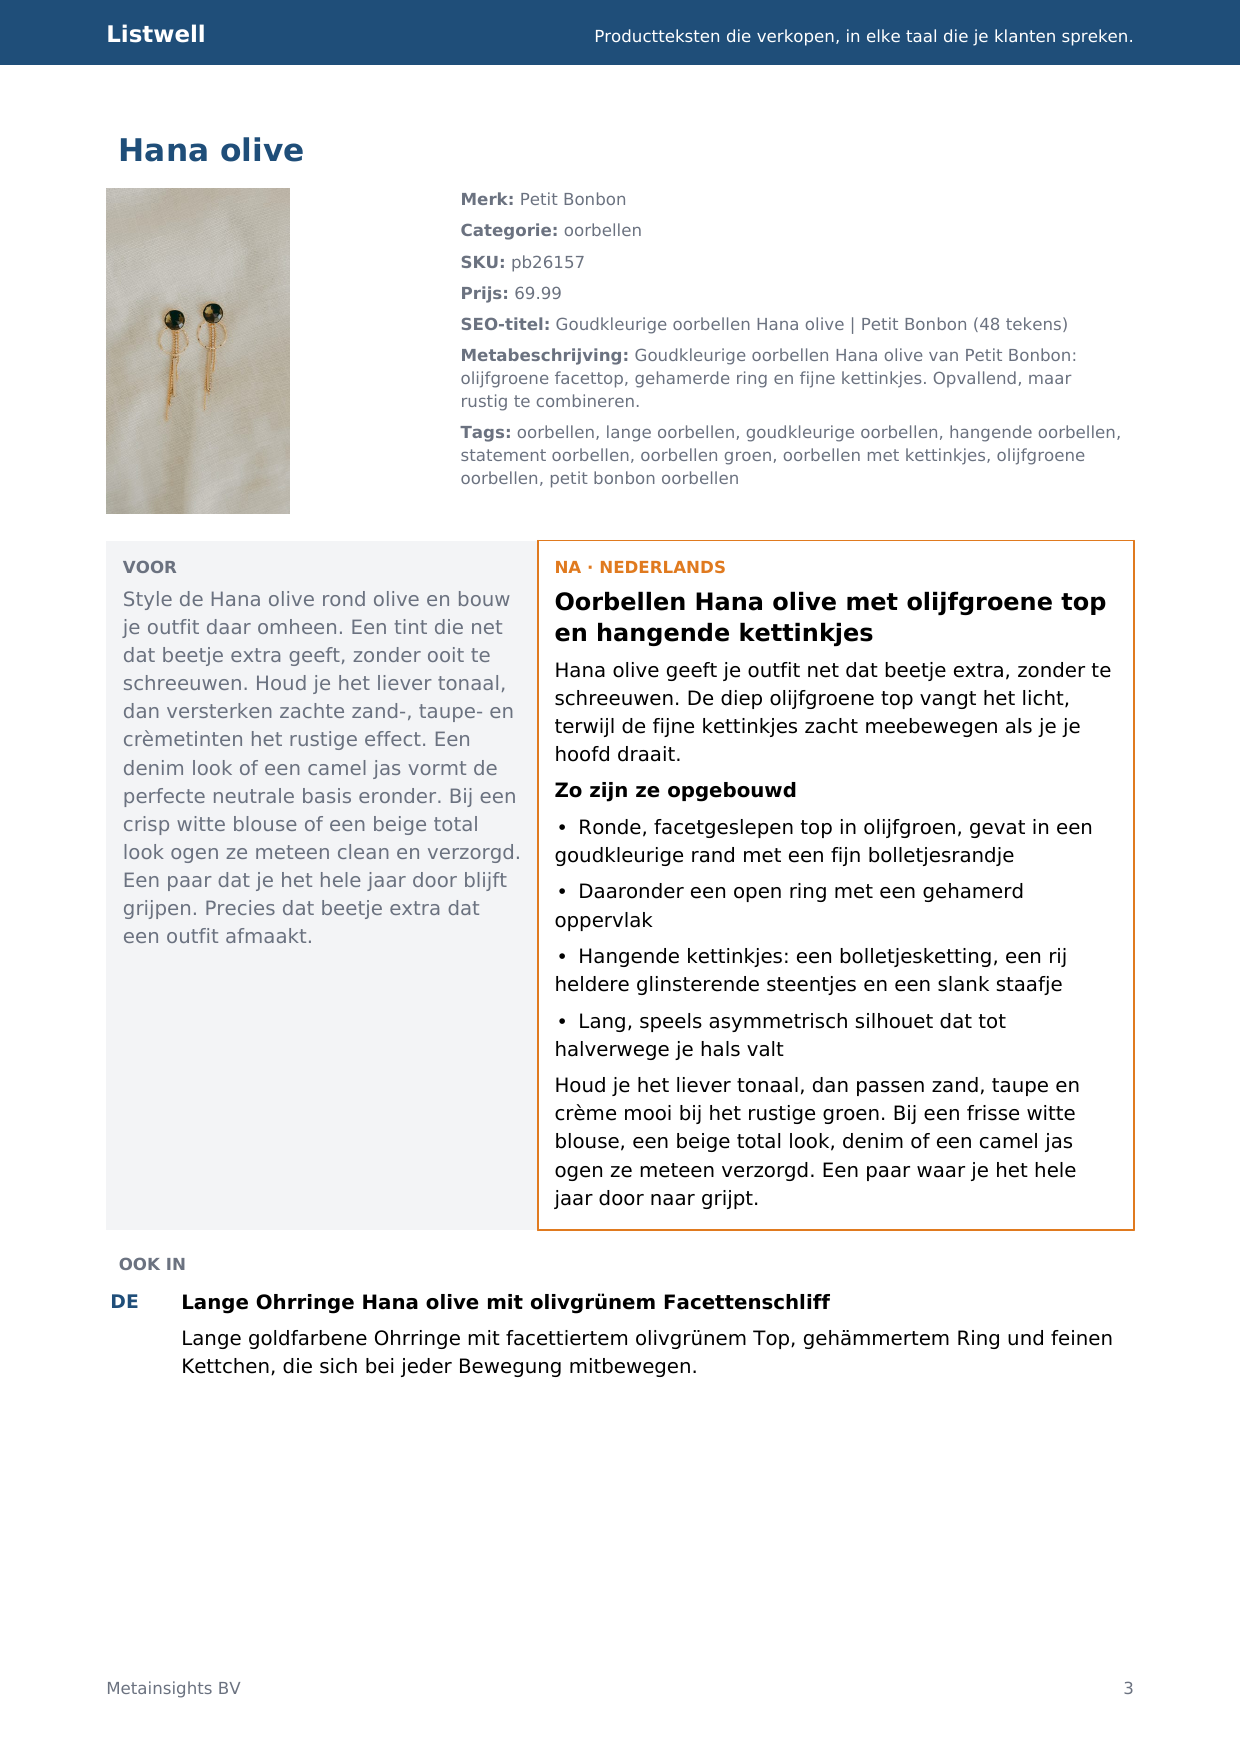 Listwell
Productteksten die verkopen, in elke taal die je klanten spreken.
Hana olive
Merk: Petit Bonbon
Categorie: oorbellen
SKU: pb26157
Prijs: 69.99
SEO-titel: Goudkleurige oorbellen Hana olive | Petit Bonbon (48 tekens)
Metabeschrijving: Goudkleurige oorbellen Hana olive van Petit Bonbon:
olijfgroene facettop, gehamerde ring en fijne kettinkjes. Opvallend, maar
rustig te combineren.
Tags: oorbellen, lange oorbellen, goudkleurige oorbellen, hangende oorbellen,
statement oorbellen, oorbellen groen, oorbellen met kettinkjes, olijfgroene
oorbellen, petit bonbon oorbellen
VOOR
Style de Hana olive rond olive en bouw
je outfit daar omheen. Een tint die net
dat beetje extra geeft, zonder ooit te
schreeuwen. Houd je het liever tonaal,
dan versterken zachte zand-, taupe- en
crèmetinten het rustige effect. Een
denim look of een camel jas vormt de
perfecte neutrale basis eronder. Bij een
crisp witte blouse of een beige total
look ogen ze meteen clean en verzorgd.
Een paar dat je het hele jaar door blijft
grijpen. Precies dat beetje extra dat
een outfit afmaakt.
NA · NEDERLANDS
Oorbellen Hana olive met olijfgroene top
en hangende kettinkjes
Hana olive geeft je outfit net dat beetje extra, zonder te
schreeuwen. De diep olijfgroene top vangt het licht,
terwijl de fijne kettinkjes zacht meebewegen als je je
hoofd draait.
Zo zijn ze opgebouwd
• Ronde, facetgeslepen top in olijfgroen, gevat in een
goudkleurige rand met een fijn bolletjesrandje
• Daaronder een open ring met een gehamerd
oppervlak
• Hangende kettinkjes: een bolletjesketting, een rij
heldere glinsterende steentjes en een slank staafje
• Lang, speels asymmetrisch silhouet dat tot
halverwege je hals valt
Houd je het liever tonaal, dan passen zand, taupe en
crème mooi bij het rustige groen. Bij een frisse witte
blouse, een beige total look, denim of een camel jas
ogen ze meteen verzorgd. Een paar waar je het hele
jaar door naar grijpt.
OOK IN
DE
Lange Ohrringe Hana olive mit olivgrünem Facettenschliff
Lange goldfarbene Ohrringe mit facettiertem olivgrünem Top, gehämmertem Ring und feinen
Kettchen, die sich bei jeder Bewegung mitbewegen.
Metainsights BV
3